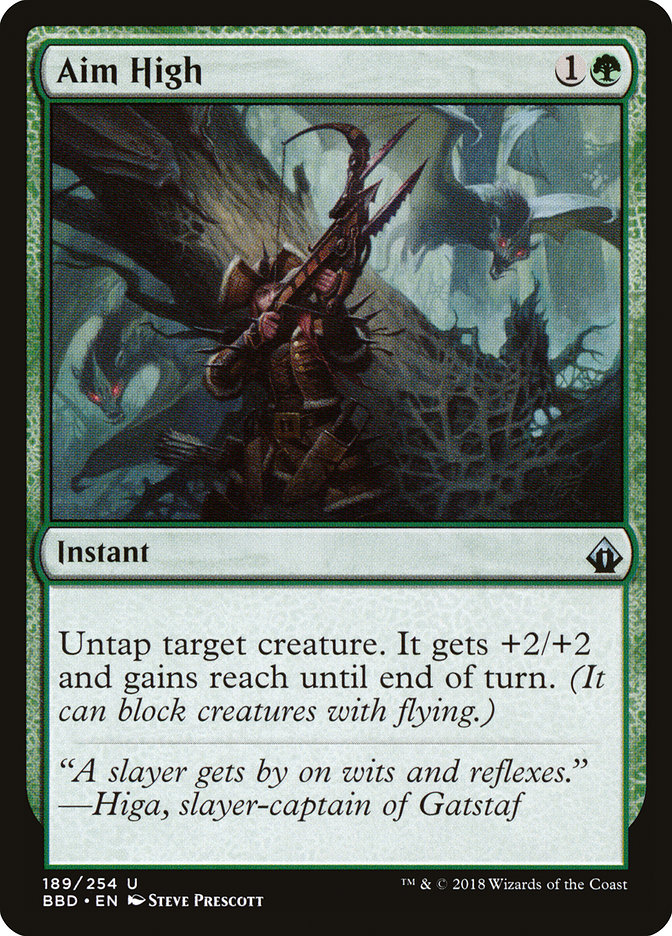 Aim High 1
Instant
Untap target creature. It gets +2/+2
and gains reach until end of turn. (It
can block creatures with flying.)
“A slayer gets by on wits and reflexes.”
—Higa, slayer-captain of Gatstaf
189/254 U
BBD • EN Steve Prescott
™ & © 2018 Wizards of the Coast